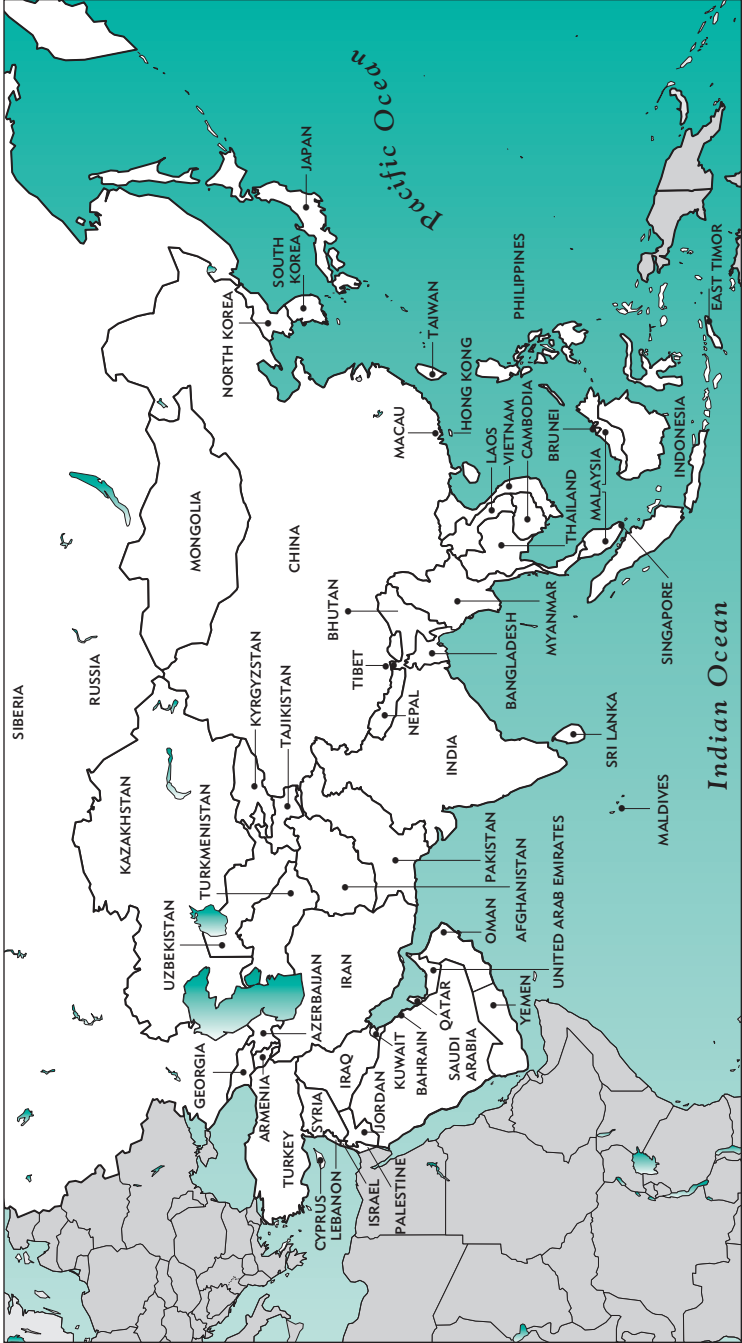 SIBERIA
RUSSIA
KAZAKHSTAN
MONGOLIA
UZBEKISTAN
TURKMENISTAN
KYRGYZSTAN
TAJIKISTAN
GEORGIA
ARMENIA
AZERBAIJAN
TURKEY
CYPRUS
LEBANON
SYRIA
ISRAEL
PALESTINE
JORDAN
IRAQ
IRAN
KUWAIT
BAHRAIN
QATAR
SAUDI
ARABIA
YEMEN
OMAN
UNITED ARAB EMIRATES
AFGHANISTAN
PAKISTAN
INDIA
NEPAL
TIBET
BHUTAN
BANGLADESH
MYANMAR
SRI LANKA
MALDIVES
CHINA
NORTH KOREA
SOUTH
KOREA
JAPAN
MACAU
HONG KONG
TAIWAN
LAOS
VIETNAM
CAMBODIA
THAILAND
PHILIPPINES
BRUNEI
MALAYSIA
SINGAPORE
INDONESIA
EAST TIMOR
Pacific Ocean
Indian Ocean